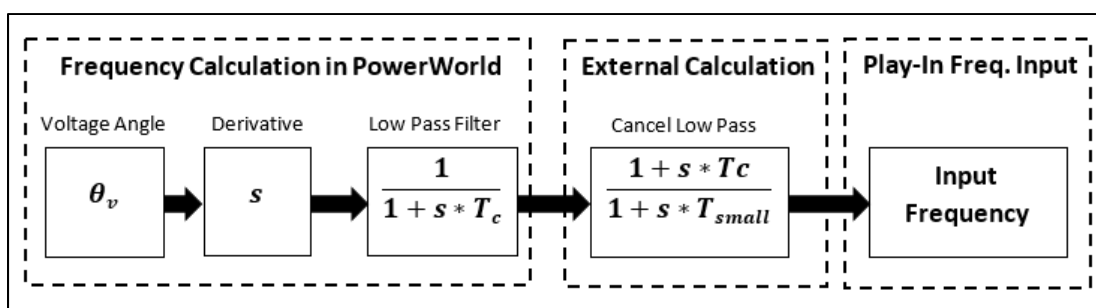 Frequency Calculation in PowerWorld
Voltage Angle
θv
Derivative
s
Low Pass Filter
1
1 + s ∗ Tc
External Calculation
Cancel Low Pass
1 + s ∗ Tc
1 + s ∗ Tsmall
Play-In Freq. Input
Input
Frequency